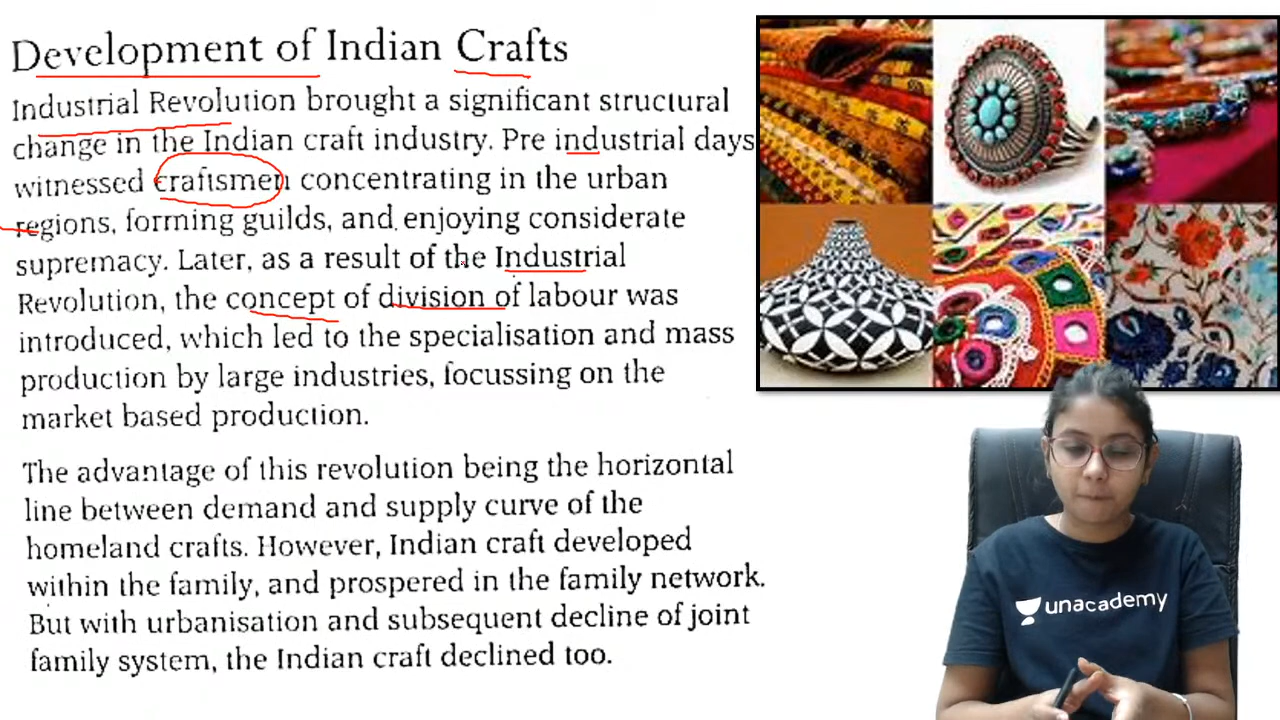 Development of Indian Crafts
Industrial Revolution brought a significant structural
change in the Indian craft industry. Pre industrial days
witnessed craftsmen concentrating in the urban
regions, forming guilds, and enjoying considerate
supremacy. Later, as a result of the Industrial
Revolution, the concept of division of labour was
introduced, which led to the specialisation and mass
production by large industries, focussing on the
market based production.
The advantage of this revolution being the horizontal
line between demand and supply curve of the
homeland crafts. However, Indian craft developed
within the family, and prospered in the family network.
But with urbanisation and subsequent decline of joint
family system, the Indian craft declined too.
unacademy